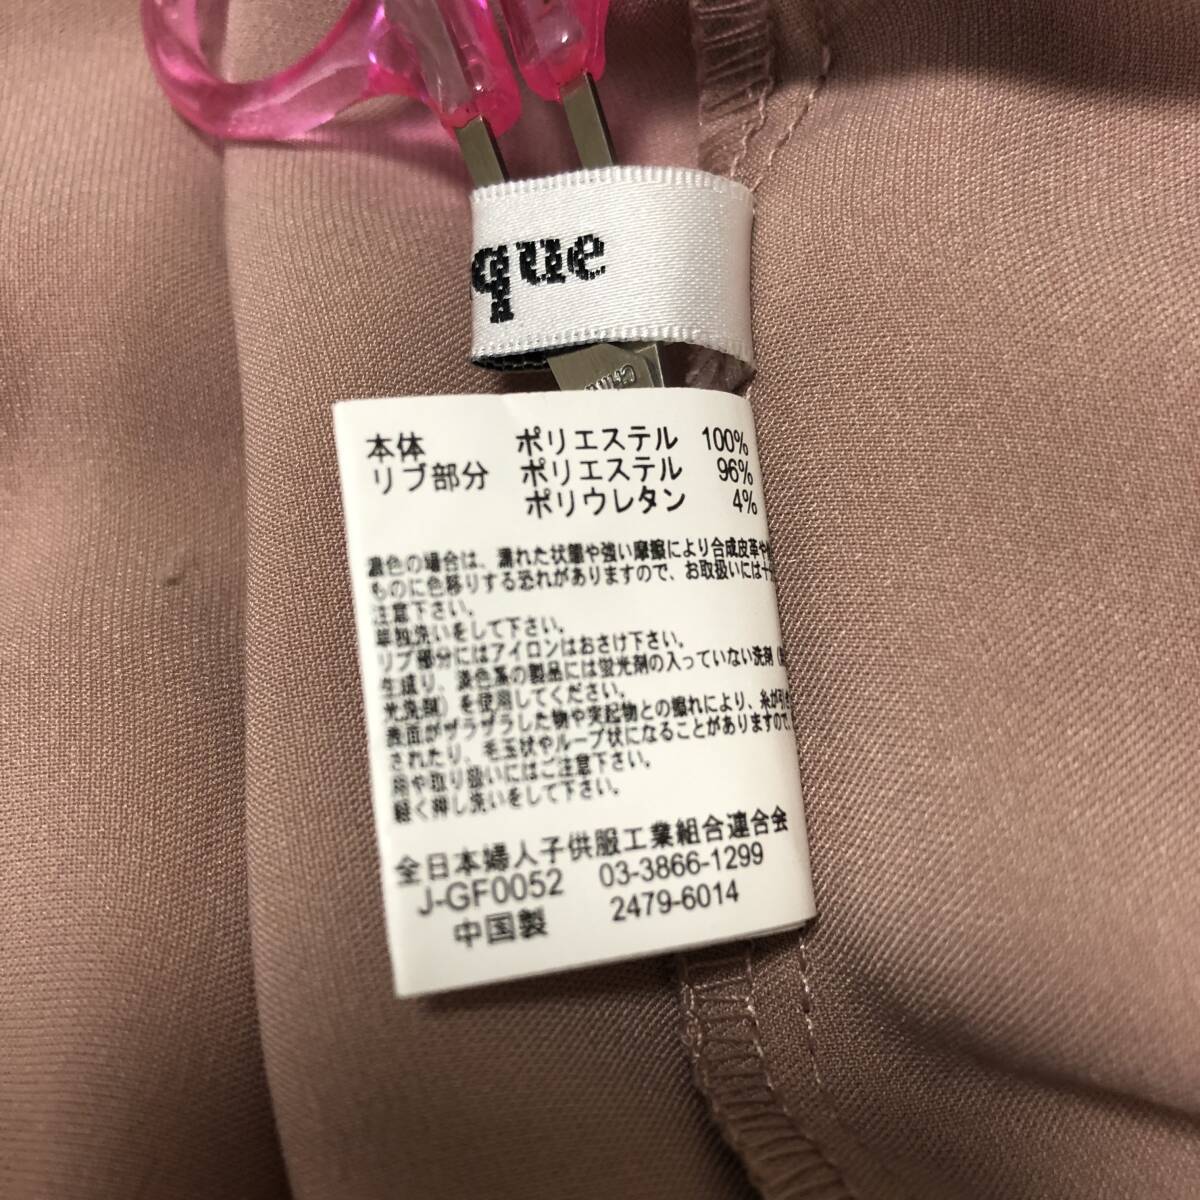 que
本体 ポリエステル 100%
リブ部分 ポリエステル 96%
ポリウレタン 4%
濃色の場合は、濡れた状態や強い摩擦により合成皮革や
ものに色移りする恐れがありますので、お取扱いには十分
注意下さい。
単独洗いをして下さい。
リブ部分にはアイロンはおさけ下さい。
生成り、淡色系の製品には蛍光剤の入っていない洗剤（
光洗剤）を使用してください。
表面がザラザラした物や突起物との擦れにより、糸が引き
されたり、毛玉状やループ状になることがありますので、
用や取り扱いにはご注意下さい。
軽く押し洗いをして下さい。
全日本婦人子供服工業組合連合会
J-GF0052 03-3866-1299
中国製 2479-6014